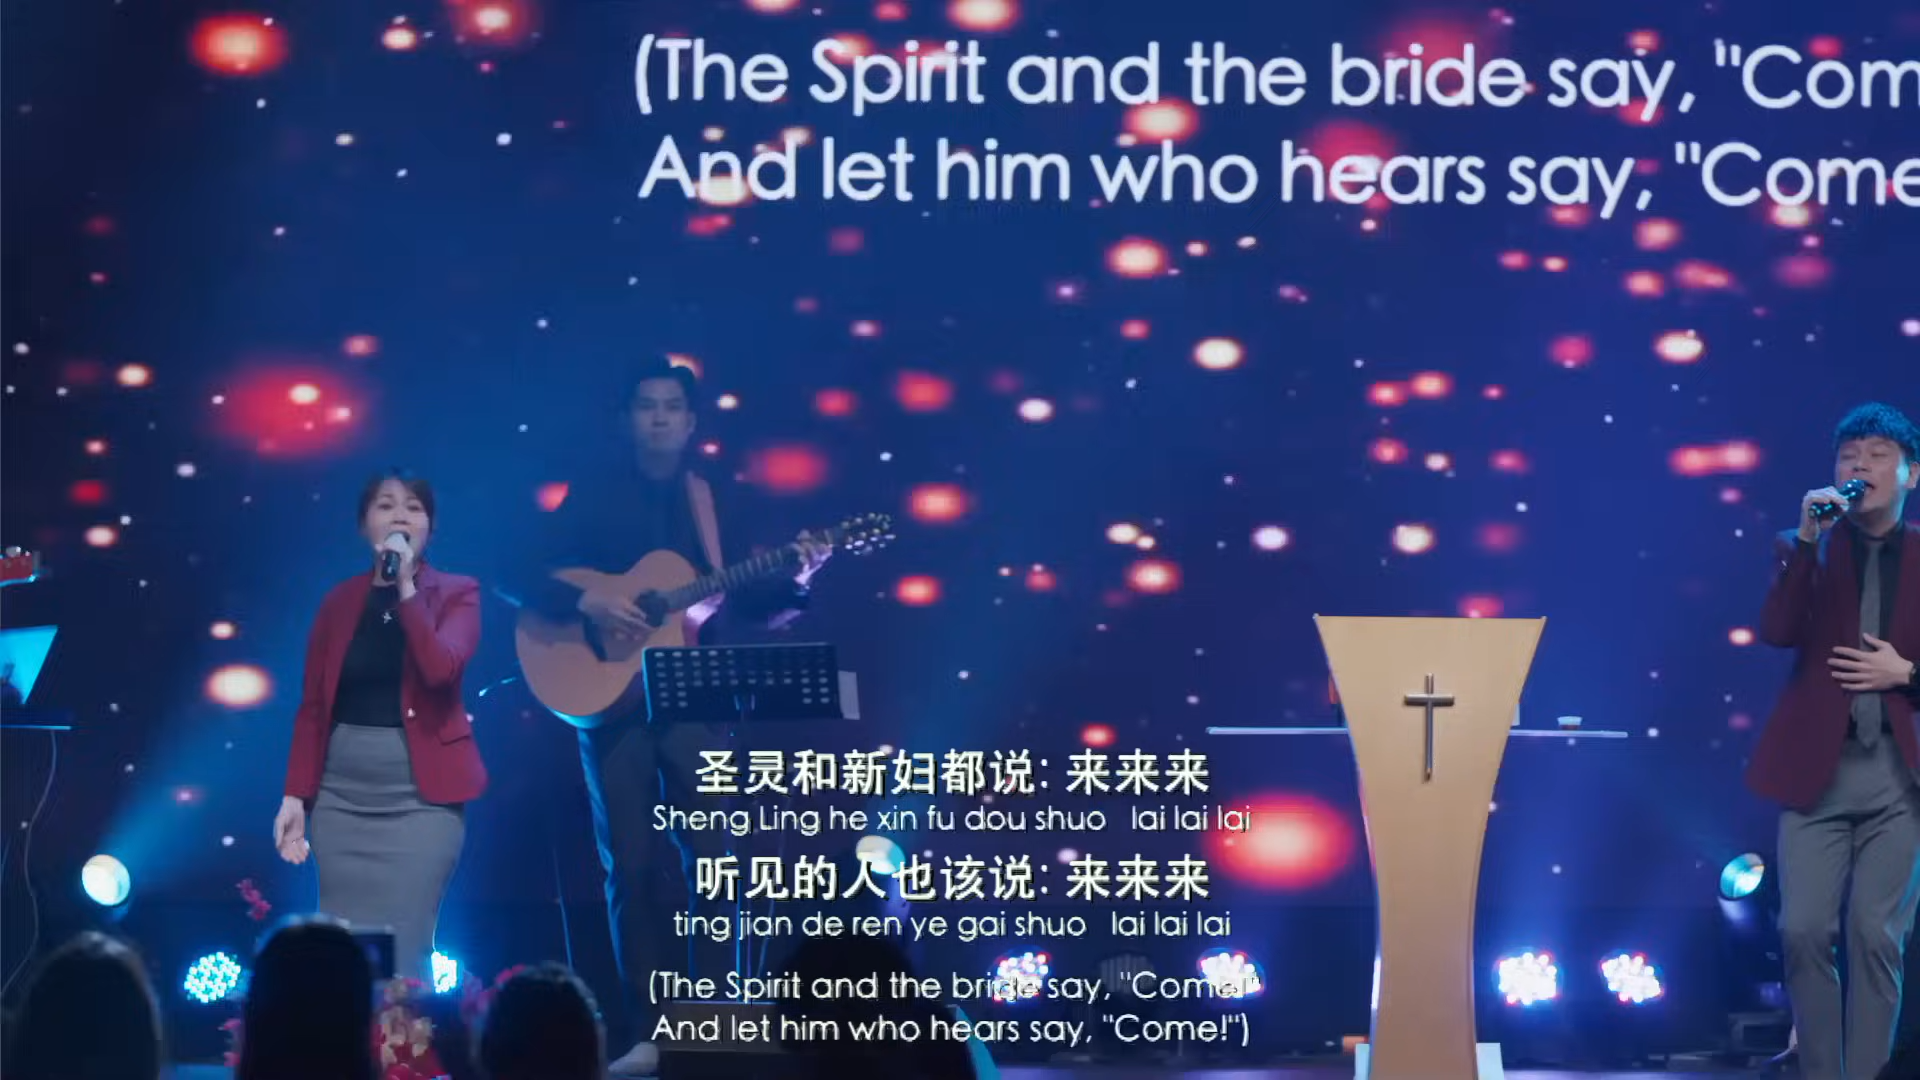 (The Spirit and the bride say, "Com
And let him who hears say, "Come
圣灵和新妇都说: 来来来
Sheng Ling he xin fu dou shuo lai lai lai
听见的人也该说: 来来来
ting jian de ren ye gai shuo lai lai lai
(The Spirit and the bride say, "Come!"
And let him who hears say, "Come!")